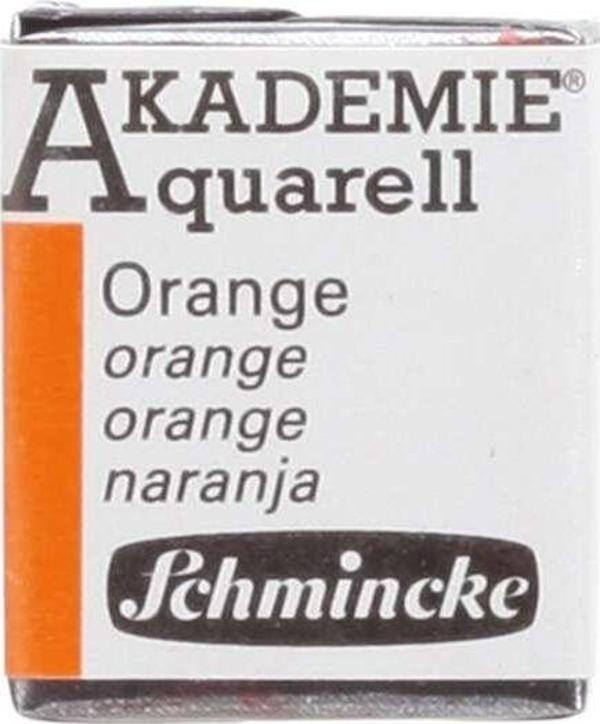 AKADEMIE®
Aquarell
Orange
orange
orange
naranja
Schmincke